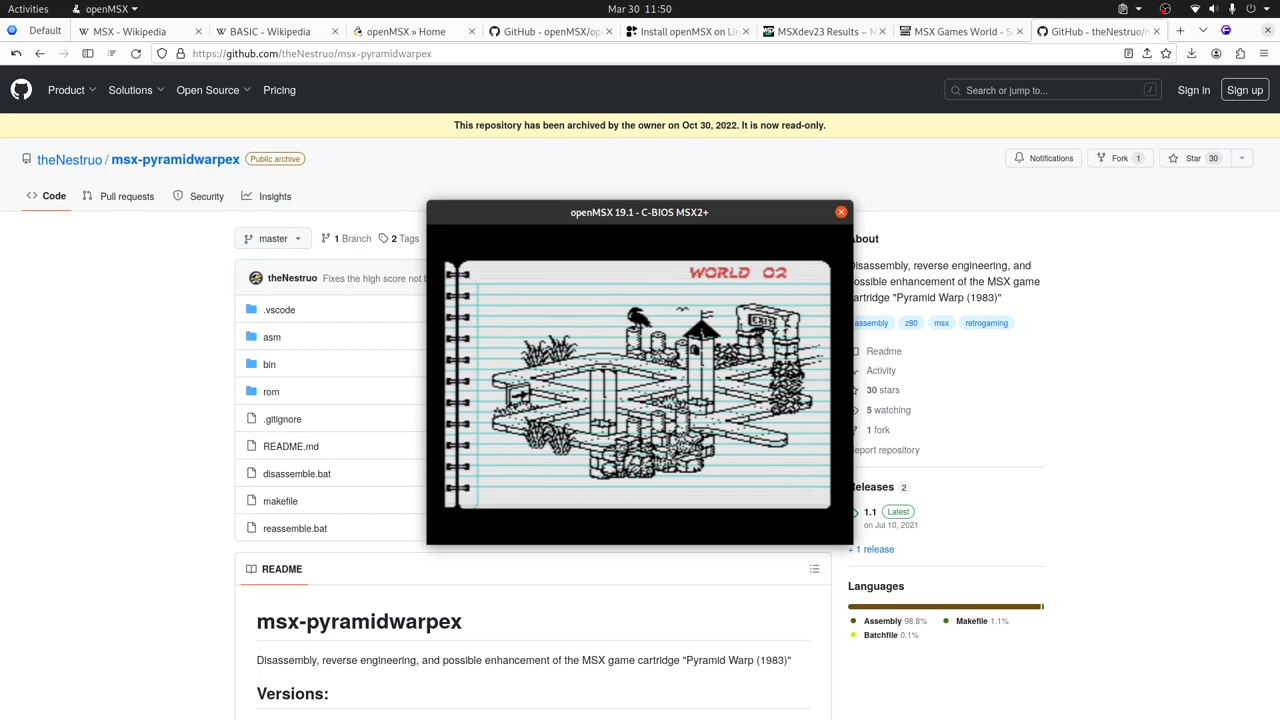 Activities
openMSX
Mar 30 11:50
Default
MSX - Wikipedia
BASIC - Wikipedia
openMSX » Home
GitHub - openMSX/op
Install openMSX on Lin
MSXdev23 Results – M
MSX Games World - S
GitHub - theNestruo/m
https://github.com/theNestruo/msx-pyramidwarpex
Product
Solutions
Open Source
Pricing
Search or jump to...
/
Sign in
Sign up
This repository has been archived by the owner on Oct 30, 2022. It is now read-only.
theNestruo / msx-pyramidwarpex
Public archive
Notifications
Fork 1
Star 30
Code
Pull requests
Security
Insights
openMSX 19.1 - C-BIOS MSX2+
WORLD 02
EXIT
master
1 Branch
2 Tags
theNestruo Fixes the high score not b
.vscode
asm
bin
rom
.gitignore
README.md
disassemble.bat
makefile
reassemble.bat
About
Disassembly, reverse engineering, and
possible enhancement of the MSX game
cartridge "Pyramid Warp (1983)"
assembly
z80
msx
retrogaming
Readme
Activity
30 stars
5 watching
1 fork
Report repository
Releases 2
1.1 Latest
on Jul 10, 2021
+ 1 release
Languages
Assembly 98.8%
Makefile 1.1%
Batchfile 0.1%
README
msx-pyramidwarpex
Disassembly, reverse engineering, and possible enhancement of the MSX game cartridge "Pyramid Warp (1983)"
Versions: